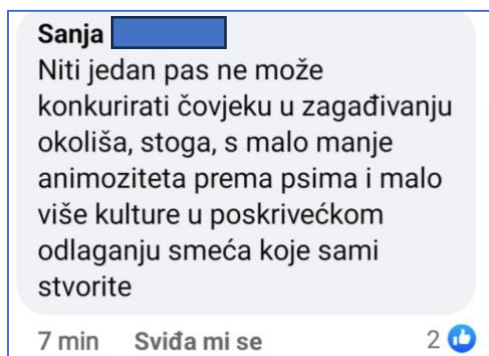 Sanja
Niti jedan pas ne može
konkurirati čovjeku u zagađivanju
okoliša, stoga, s malo manje
animoziteta prema psima i malo
više kulture u poskrivećkom
odlaganju smeća koje sami
stvorite
7 min Sviđa mi se 2